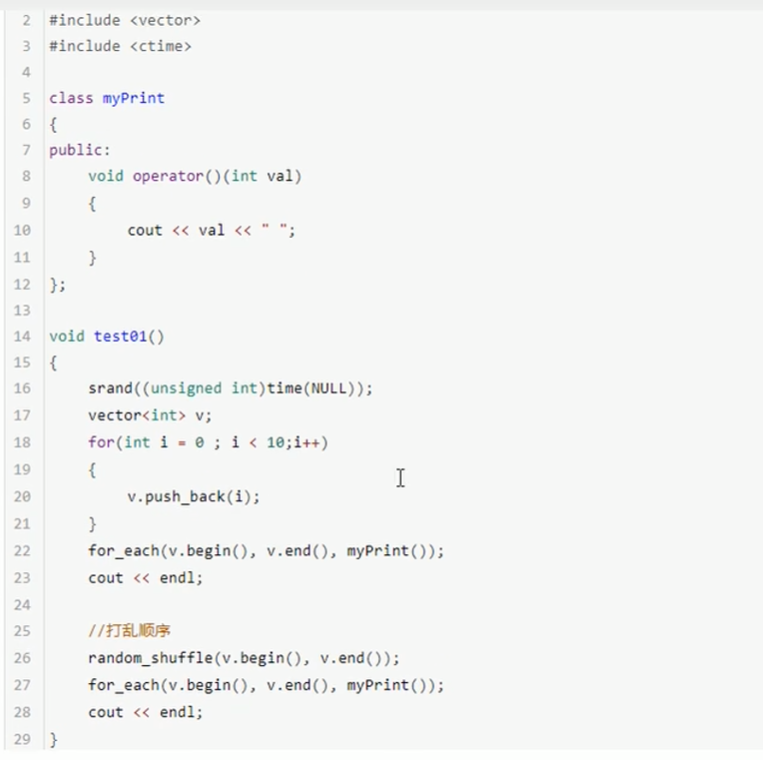 2 #include <vector>
3 #include <ctime>
4
5 class myPrint
6 {
7 public:
8     void operator()(int val)
9     {
10         cout << val << " ";
11     }
12 };
13
14 void test01()
15 {
16     srand((unsigned int)time(NULL));
17     vector<int> v;
18     for(int i = 0 ; i < 10;i++)
19     {
20         v.push_back(i);
21     }
22     for_each(v.begin(), v.end(), myPrint());
23     cout << endl;
24
25     //打乱顺序
26     random_shuffle(v.begin(), v.end());
27     for_each(v.begin(), v.end(), myPrint());
28     cout << endl;
29 }